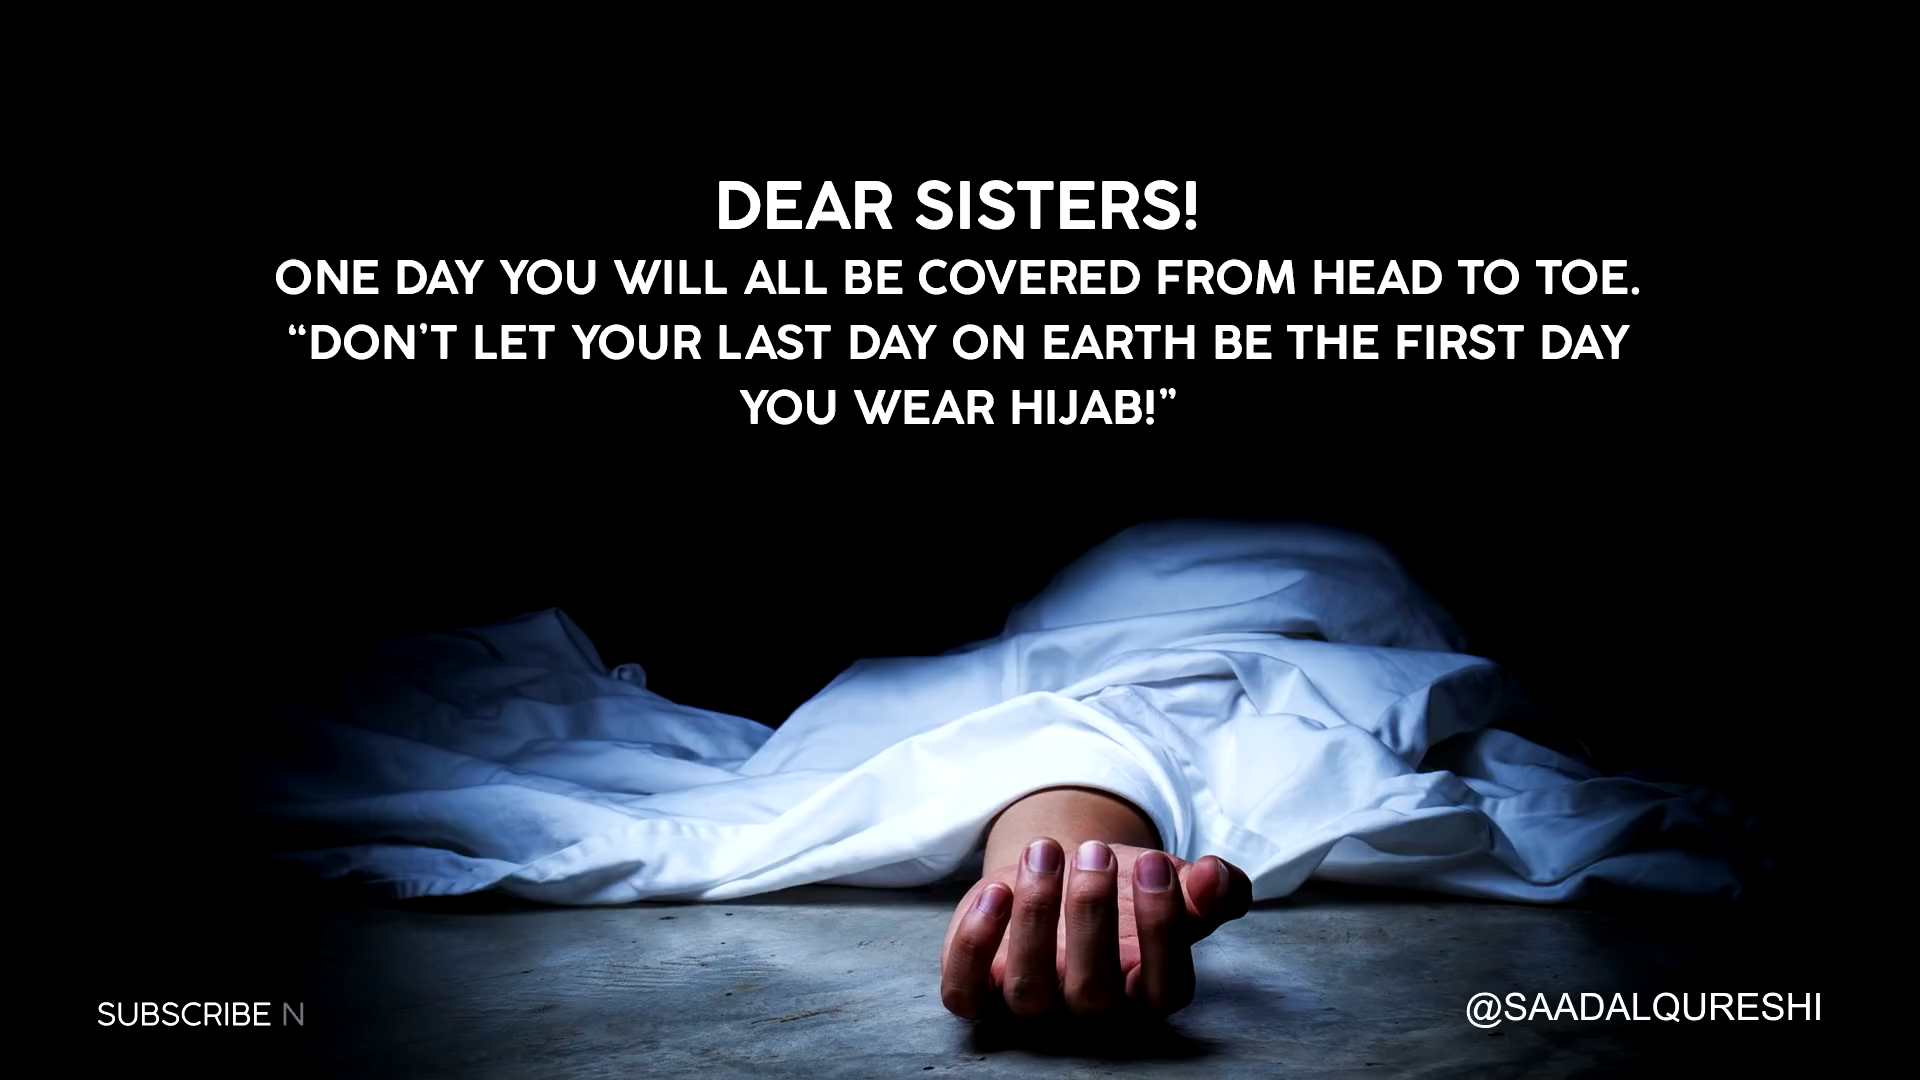 DEAR SISTERS!
ONE DAY YOU WILL ALL BE COVERED FROM HEAD TO TOE.
“DON’T LET YOUR LAST DAY ON EARTH BE THE FIRST DAY
YOU WEAR HIJAB!”
SUBSCRIBE N
@SAADALQURESHI